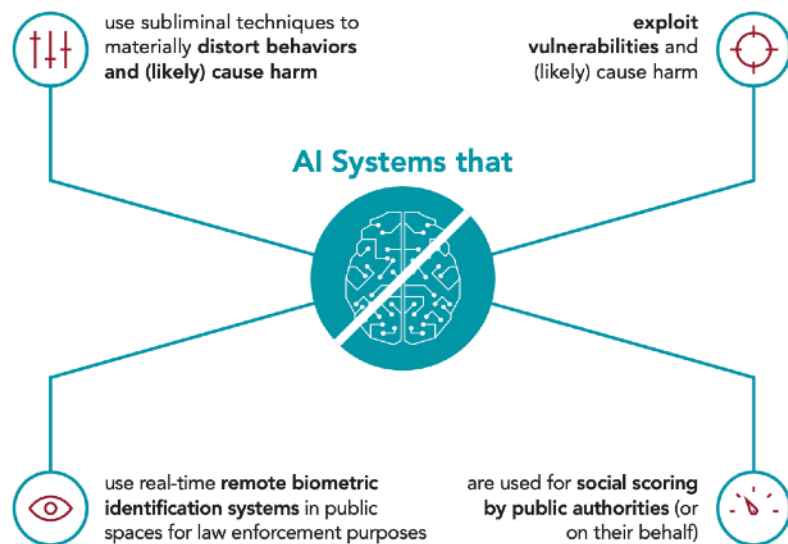 use subliminal techniques to
materially distort behaviors
and (likely) cause harm
exploit
vulnerabilities and
(likely) cause harm
AI Systems that
use real-time remote biometric
identification systems in public
spaces for law enforcement purposes
are used for social scoring
by public authorities (or
on their behalf)